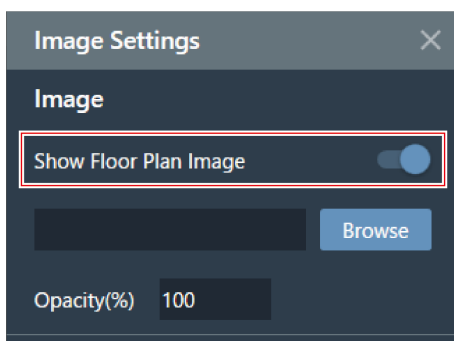 Image Settings
Image
Show Floor Plan Image
Browse
Opacity(%) 100